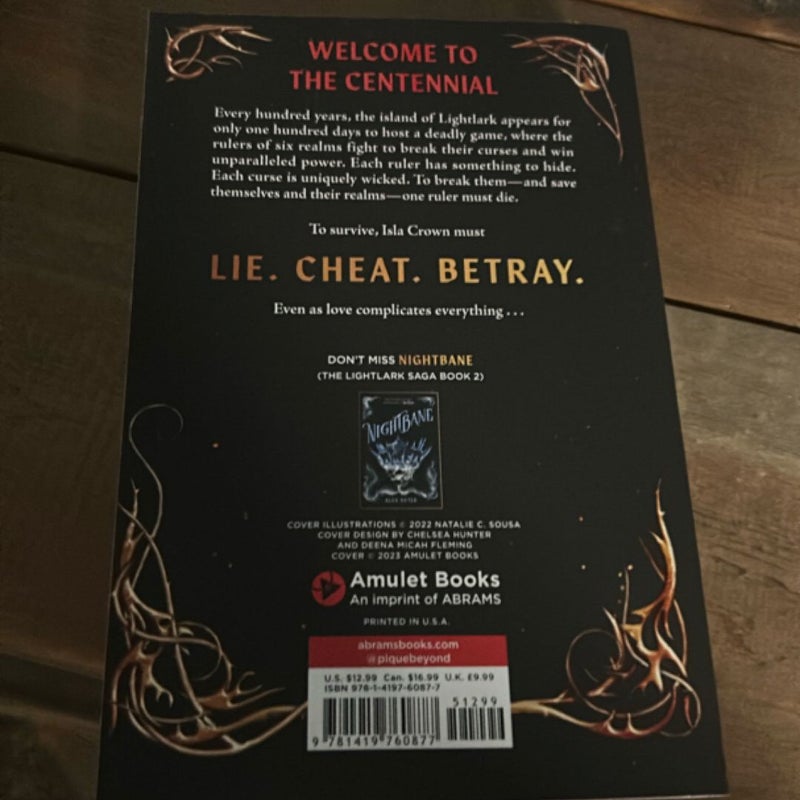 WELCOME TO
THE CENTENNIAL
Every hundred years, the island of Lightlark appears for
only one hundred days to host a deadly game, where the
rulers of six realms fight to break their curses and win
unparalleled power. Each ruler has something to hide.
Each curse is uniquely wicked. To break them—and save
themselves and their realms—one ruler must die.
To survive, Isla Crown must
LIE. CHEAT. BETRAY.
Even as love complicates everything . . .
DON'T MISS NIGHTBANE
(THE LIGHTLARK SAGA BOOK 2)
NIGHTBANE
ALEX ASTER
COVER ILLUSTRATIONS © 2022 NATALIE C. SOUSA
COVER DESIGN BY CHELSEA HUNTER
AND DEENA MICAH FLEMING
COVER © 2023 AMULET BOOKS
Amulet Books
An imprint of ABRAMS
PRINTED IN U.S.A.
abramsbooks.com
@piquebeyond
U.S. $12.99 Can. $16.99 U.K. £9.99
ISBN 978-1-4197-6087-7
51299
9 781419 760877